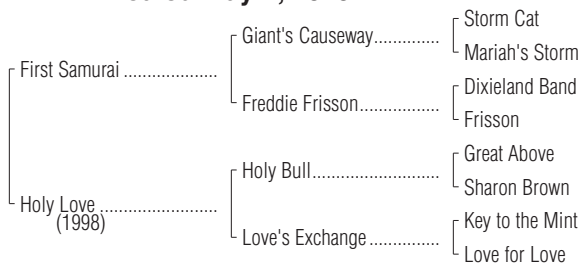 Storm Cat
Giant's Causeway..............
Mariah's Storm
First Samurai ....................
Dixieland Band
Freddie Frisson.................
Frisson
Great Above
Holy Bull...........................
Sharon Brown
Holy Love .........................
(1998)
Key to the Mint
Love's Exchange ...............
Love for Love